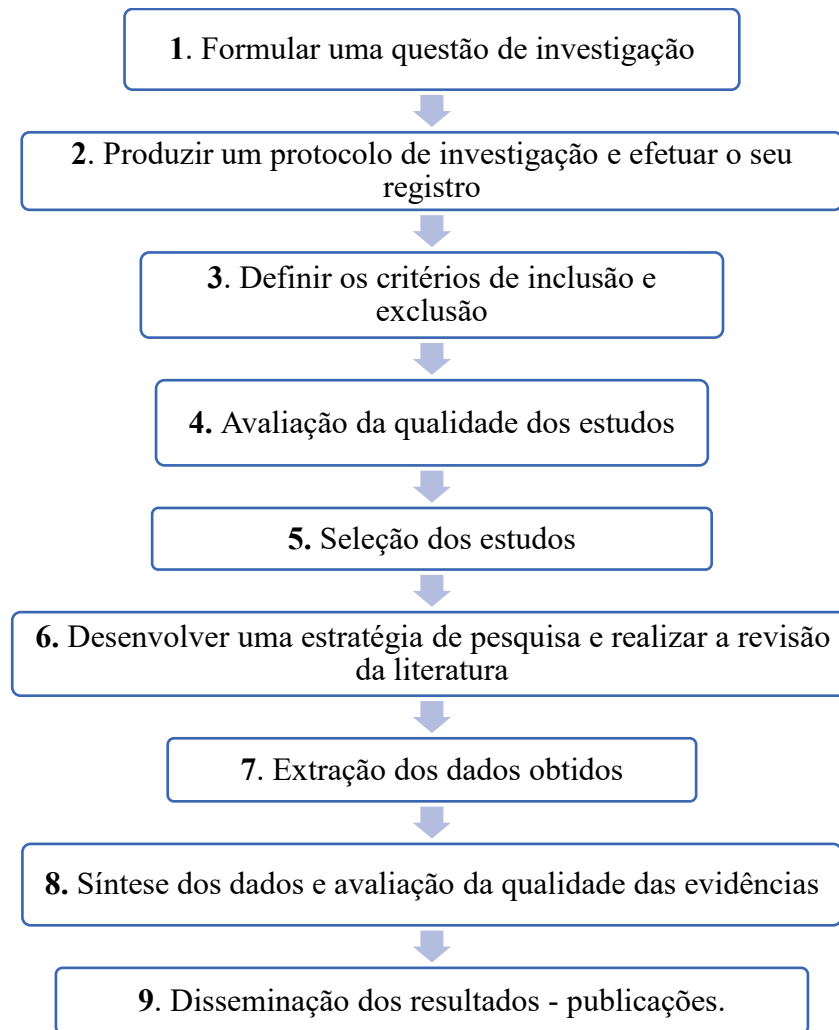 1. Formular uma questão de investigação
2. Produzir um protocolo de investigação e efetuar o seu
registro
3. Definir os critérios de inclusão e
exclusão
4. Avaliação da qualidade dos estudos
5. Seleção dos estudos
6. Desenvolver uma estratégia de pesquisa e realizar a revisão
da literatura
7. Extração dos dados obtidos
8. Síntese dos dados e avaliação da qualidade das evidências
9. Disseminação dos resultados - publicações.